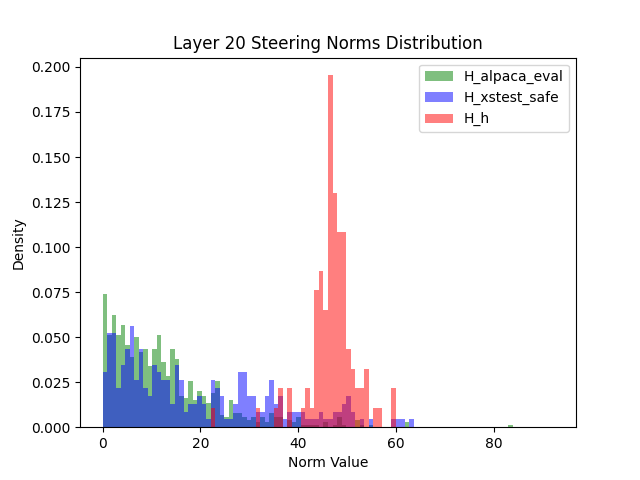 Layer 20 Steering Norms Distribution
H_alpaca_eval
H_xstest_safe
H_h
0.200
0.175
0.150
0.125
0.100
0.075
0.050
0.025
0.000
Density
0 20 40 60 80
Norm Value